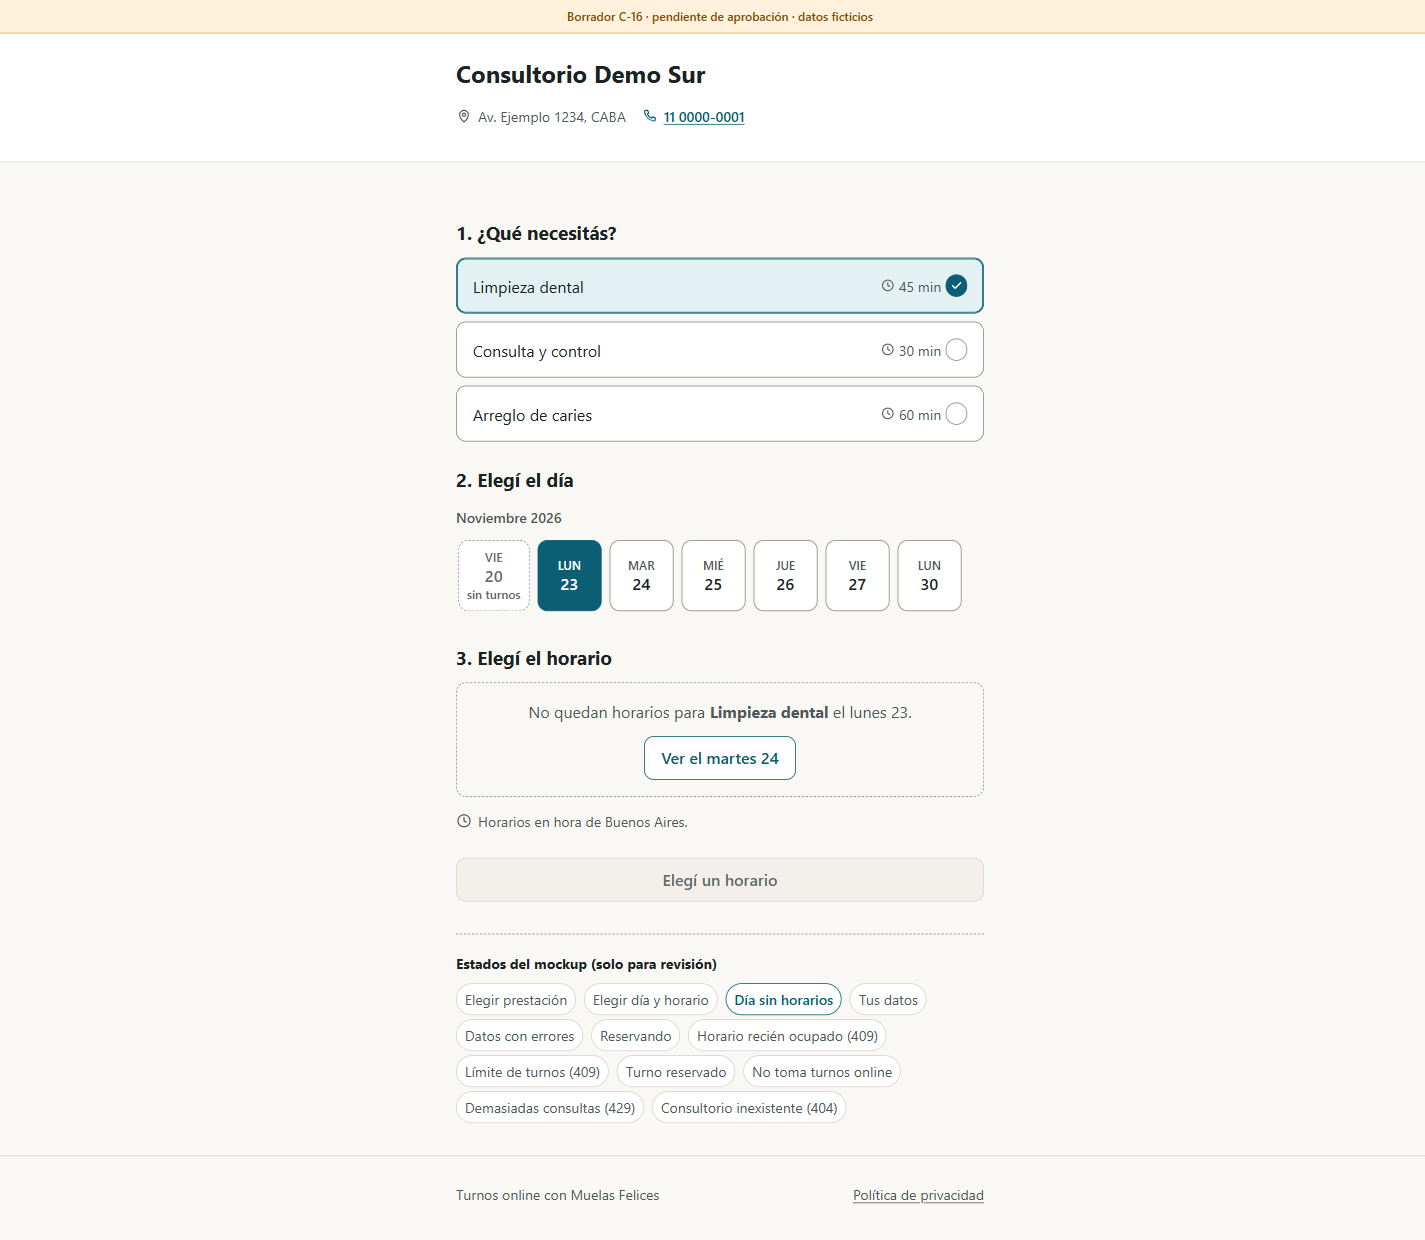 Borrador C-16 · pendiente de aprobación · datos ficticios
Consultorio Demo Sur
Av. Ejemplo 1234, CABA 11 0000-0001
1. ¿Qué necesitás?
Limpieza dental 45 min
Consulta y control 30 min
Arreglo de caries 60 min
2. Elegí el día
Noviembre 2026
VIE 20 sin turnos
LUN 23
MAR 24
MIÉ 25
JUE 26
VIE 27
LUN 30
3. Elegí el horario
No quedan horarios para Limpieza dental el lunes 23.
Ver el martes 24
Horarios en hora de Buenos Aires.
Elegí un horario
Estados del mockup (solo para revisión)
Elegir prestación Elegir día y horario Día sin horarios Tus datos
Datos con errores Reservando Horario recién ocupado (409)
Límite de turnos (409) Turno reservado No toma turnos online
Demasiadas consultas (429) Consultorio inexistente (404)
Turnos online con Muelas Felices Política de privacidad